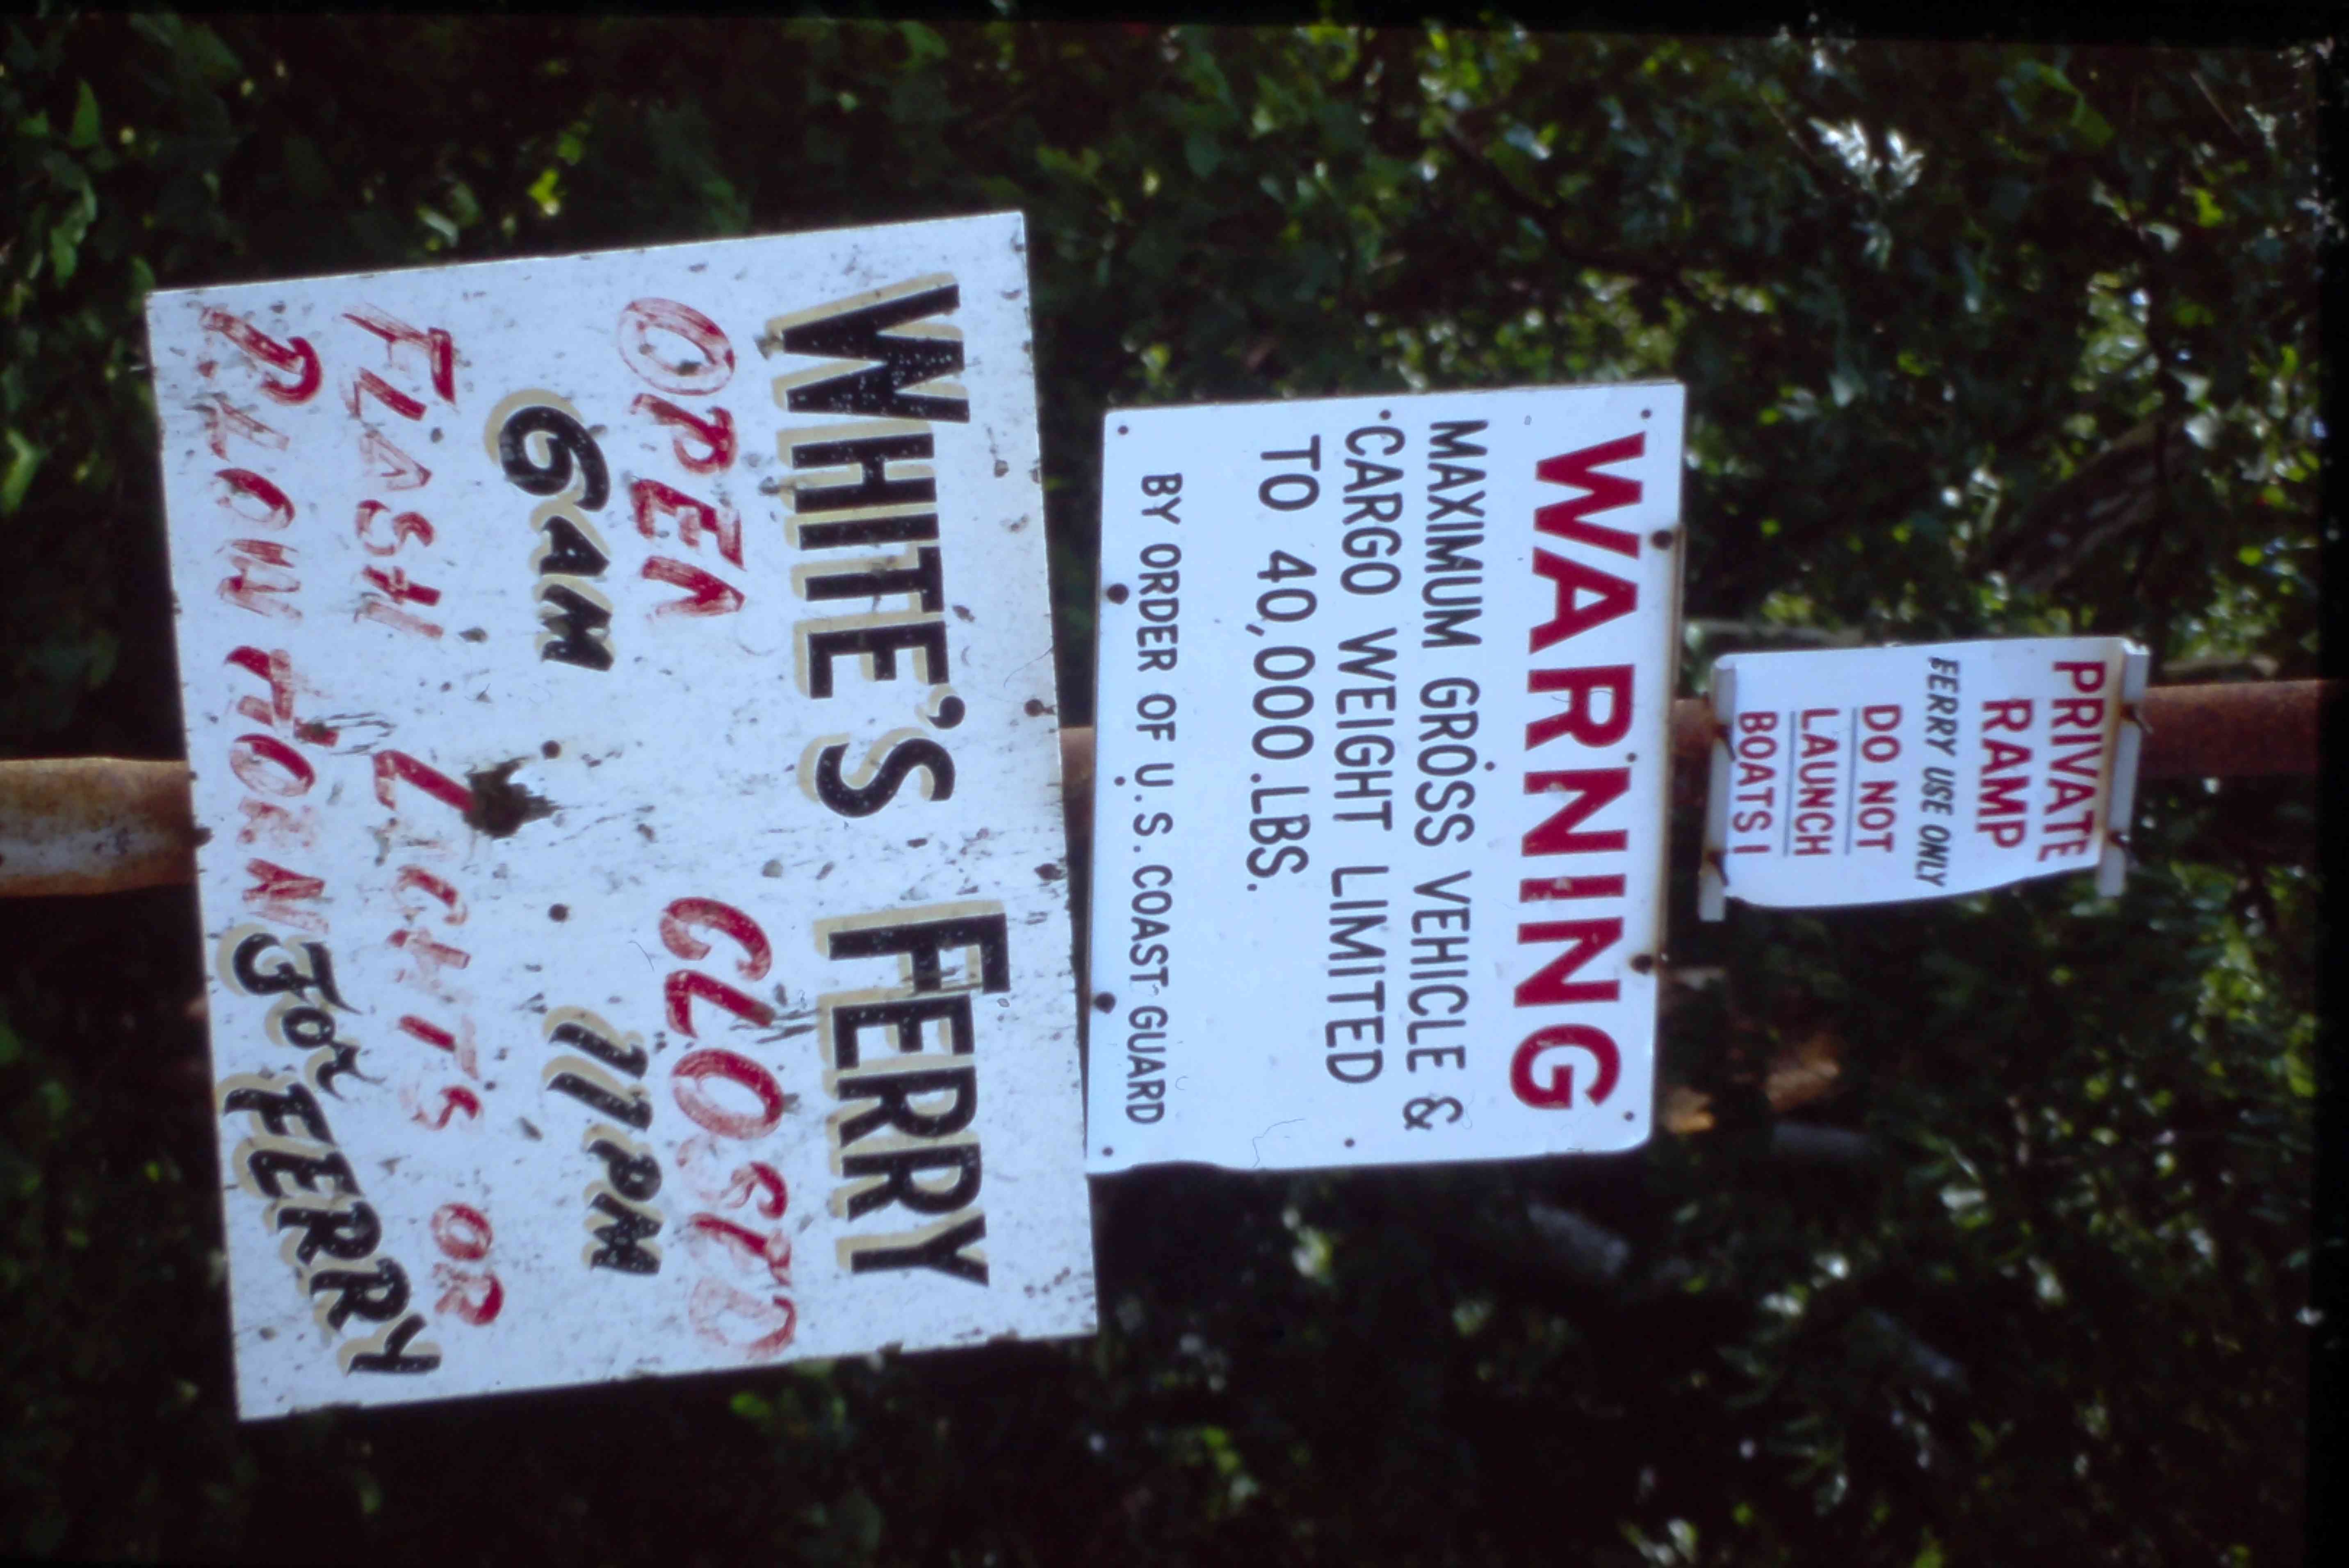 PRIVATE
RAMP
FERRY USE ONLY
DO NOT
LAUNCH
BOATS!
WARNING
MAXIMUM GROSS VEHICLE &
CARGO WEIGHT LIMITED
TO 40,000 LBS.
BY ORDER OF U.S. COAST GUARD
WHITE'S FERRY
OPEN CLOSED
6AM 11PM
FLASH LIGHTS OR
BLOW HORN For FERRY